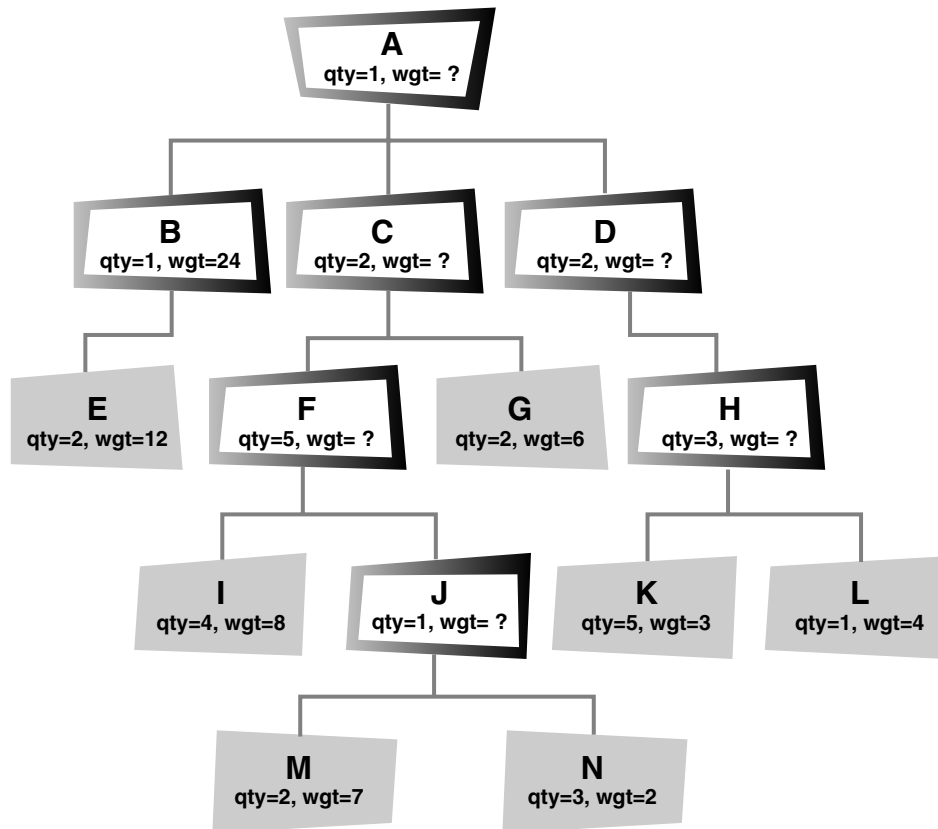 A
qty=1, wgt= ?
B
qty=1, wgt=24
C
qty=2, wgt= ?
D
qty=2, wgt= ?
E
qty=2, wgt=12
F
qty=5, wgt= ?
G
qty=2, wgt=6
H
qty=3, wgt= ?
I
qty=4, wgt=8
J
qty=1, wgt= ?
K
qty=5, wgt=3
L
qty=1, wgt=4
M
qty=2, wgt=7
N
qty=3, wgt=2